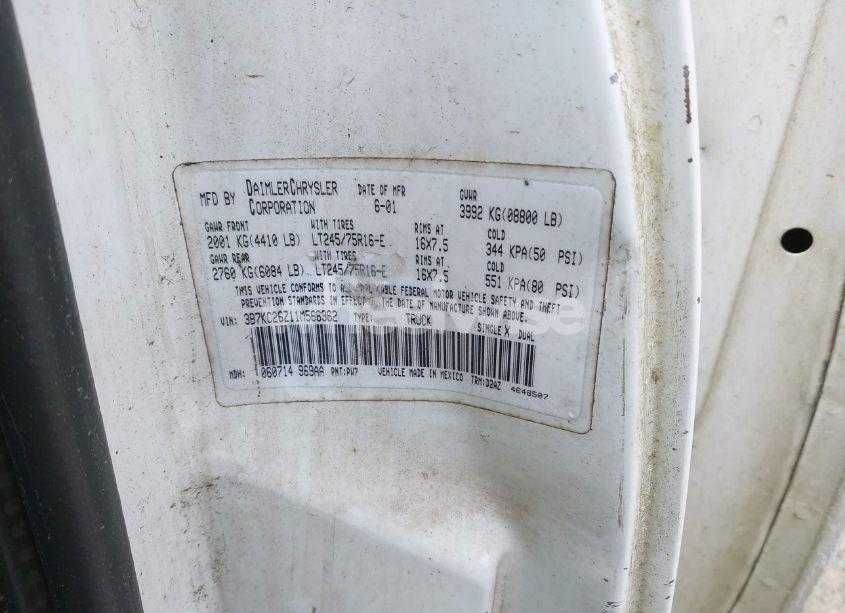 MFD BY DAIMLERCHRYSLER CORPORATION DATE OF MFR 6-01 GVWR 3992 KG(08800 LB)
GAWR FRONT WITH TIRES RIMS AT COLD
2001 KG(4410 LB) LT245/75R16-E 16X7.5 344 KPA(50 PSI)
GAWR REAR WITH TIRES RIMS AT COLD
2760 KG(6084 LB) LT245/75R16-E 16X7.5 551 KPA(80 PSI)
THIS VEHICLE CONFORMS TO FEDERAL MOTOR VEHICLE SAFETY AND THEFT
PREVENTION STANDARDS IN EFFECT THE DATE OF MANUFACTURE SHOWN ABOVE.
VIN: 3B7KC26Z11M566362 TYPE: TRUCK SINGLE X DUAL
MDH: 060714 969AA PNT:PW7 VEHICLE MADE IN MEXICO TRM:D2AZ 4648507